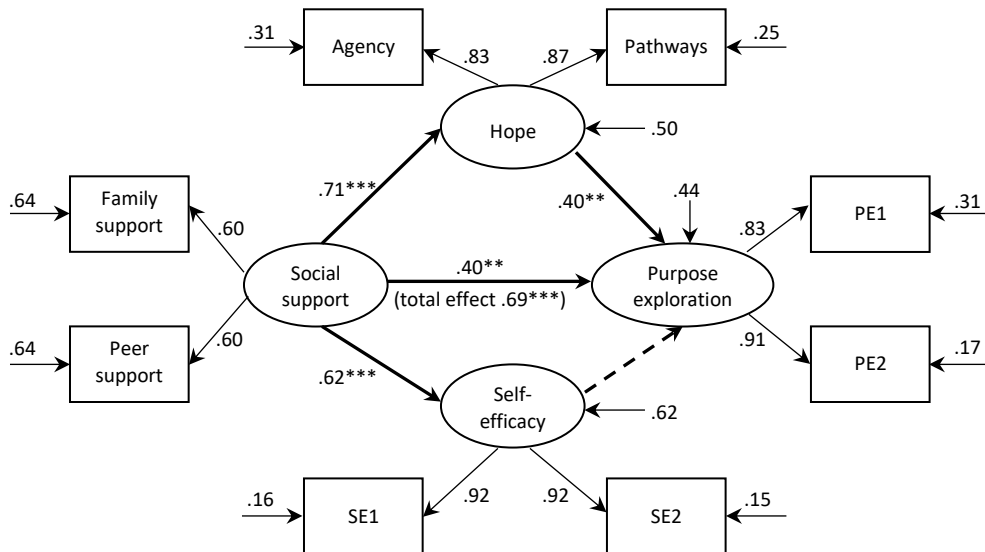 .31
Agency
.83
.87
Pathways
.25
Hope
.50
.71***
.40**
.44
.64
Family
support
.60
Social
support
.40**
(total effect .69***)
Purpose
exploration
.83
PE1
.31
.64
Peer
support
.60
.62***
Self-
efficacy
.62
.91
PE2
.17
.16
SE1
.92
.92
SE2
.15